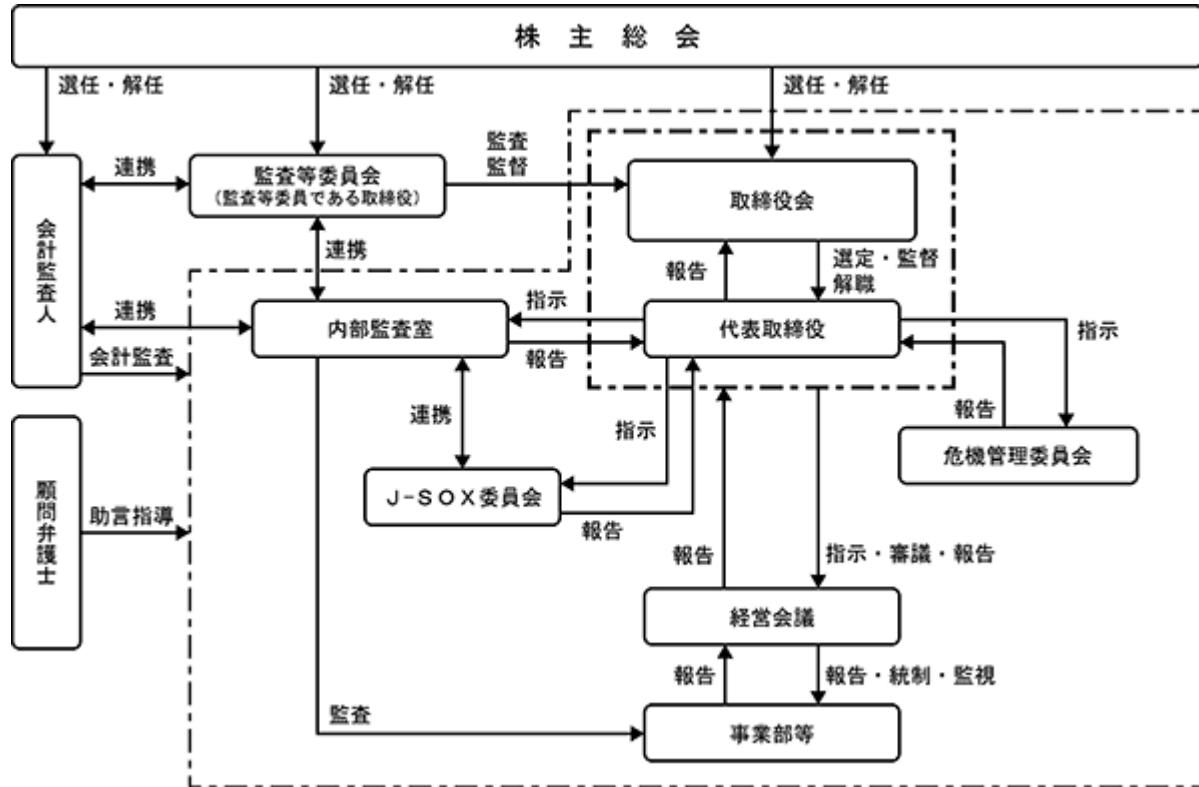 株主総会
選任・解任
選任・解任
選任・解任
会計監査人
連携
監査等委員会
（監査等委員である取締役）
監査
監督
取締役会
連携
報告
選定・監督
解職
連携
内部監査室
指示
報告
代表取締役
指示
報告
会計監査
連携
指示
危機管理委員会
J-SOX委員会
報告
顧問弁護士
助言指導
報告
指示・審議・報告
経営会議
報告
報告・統制・監視
監査
事業部等